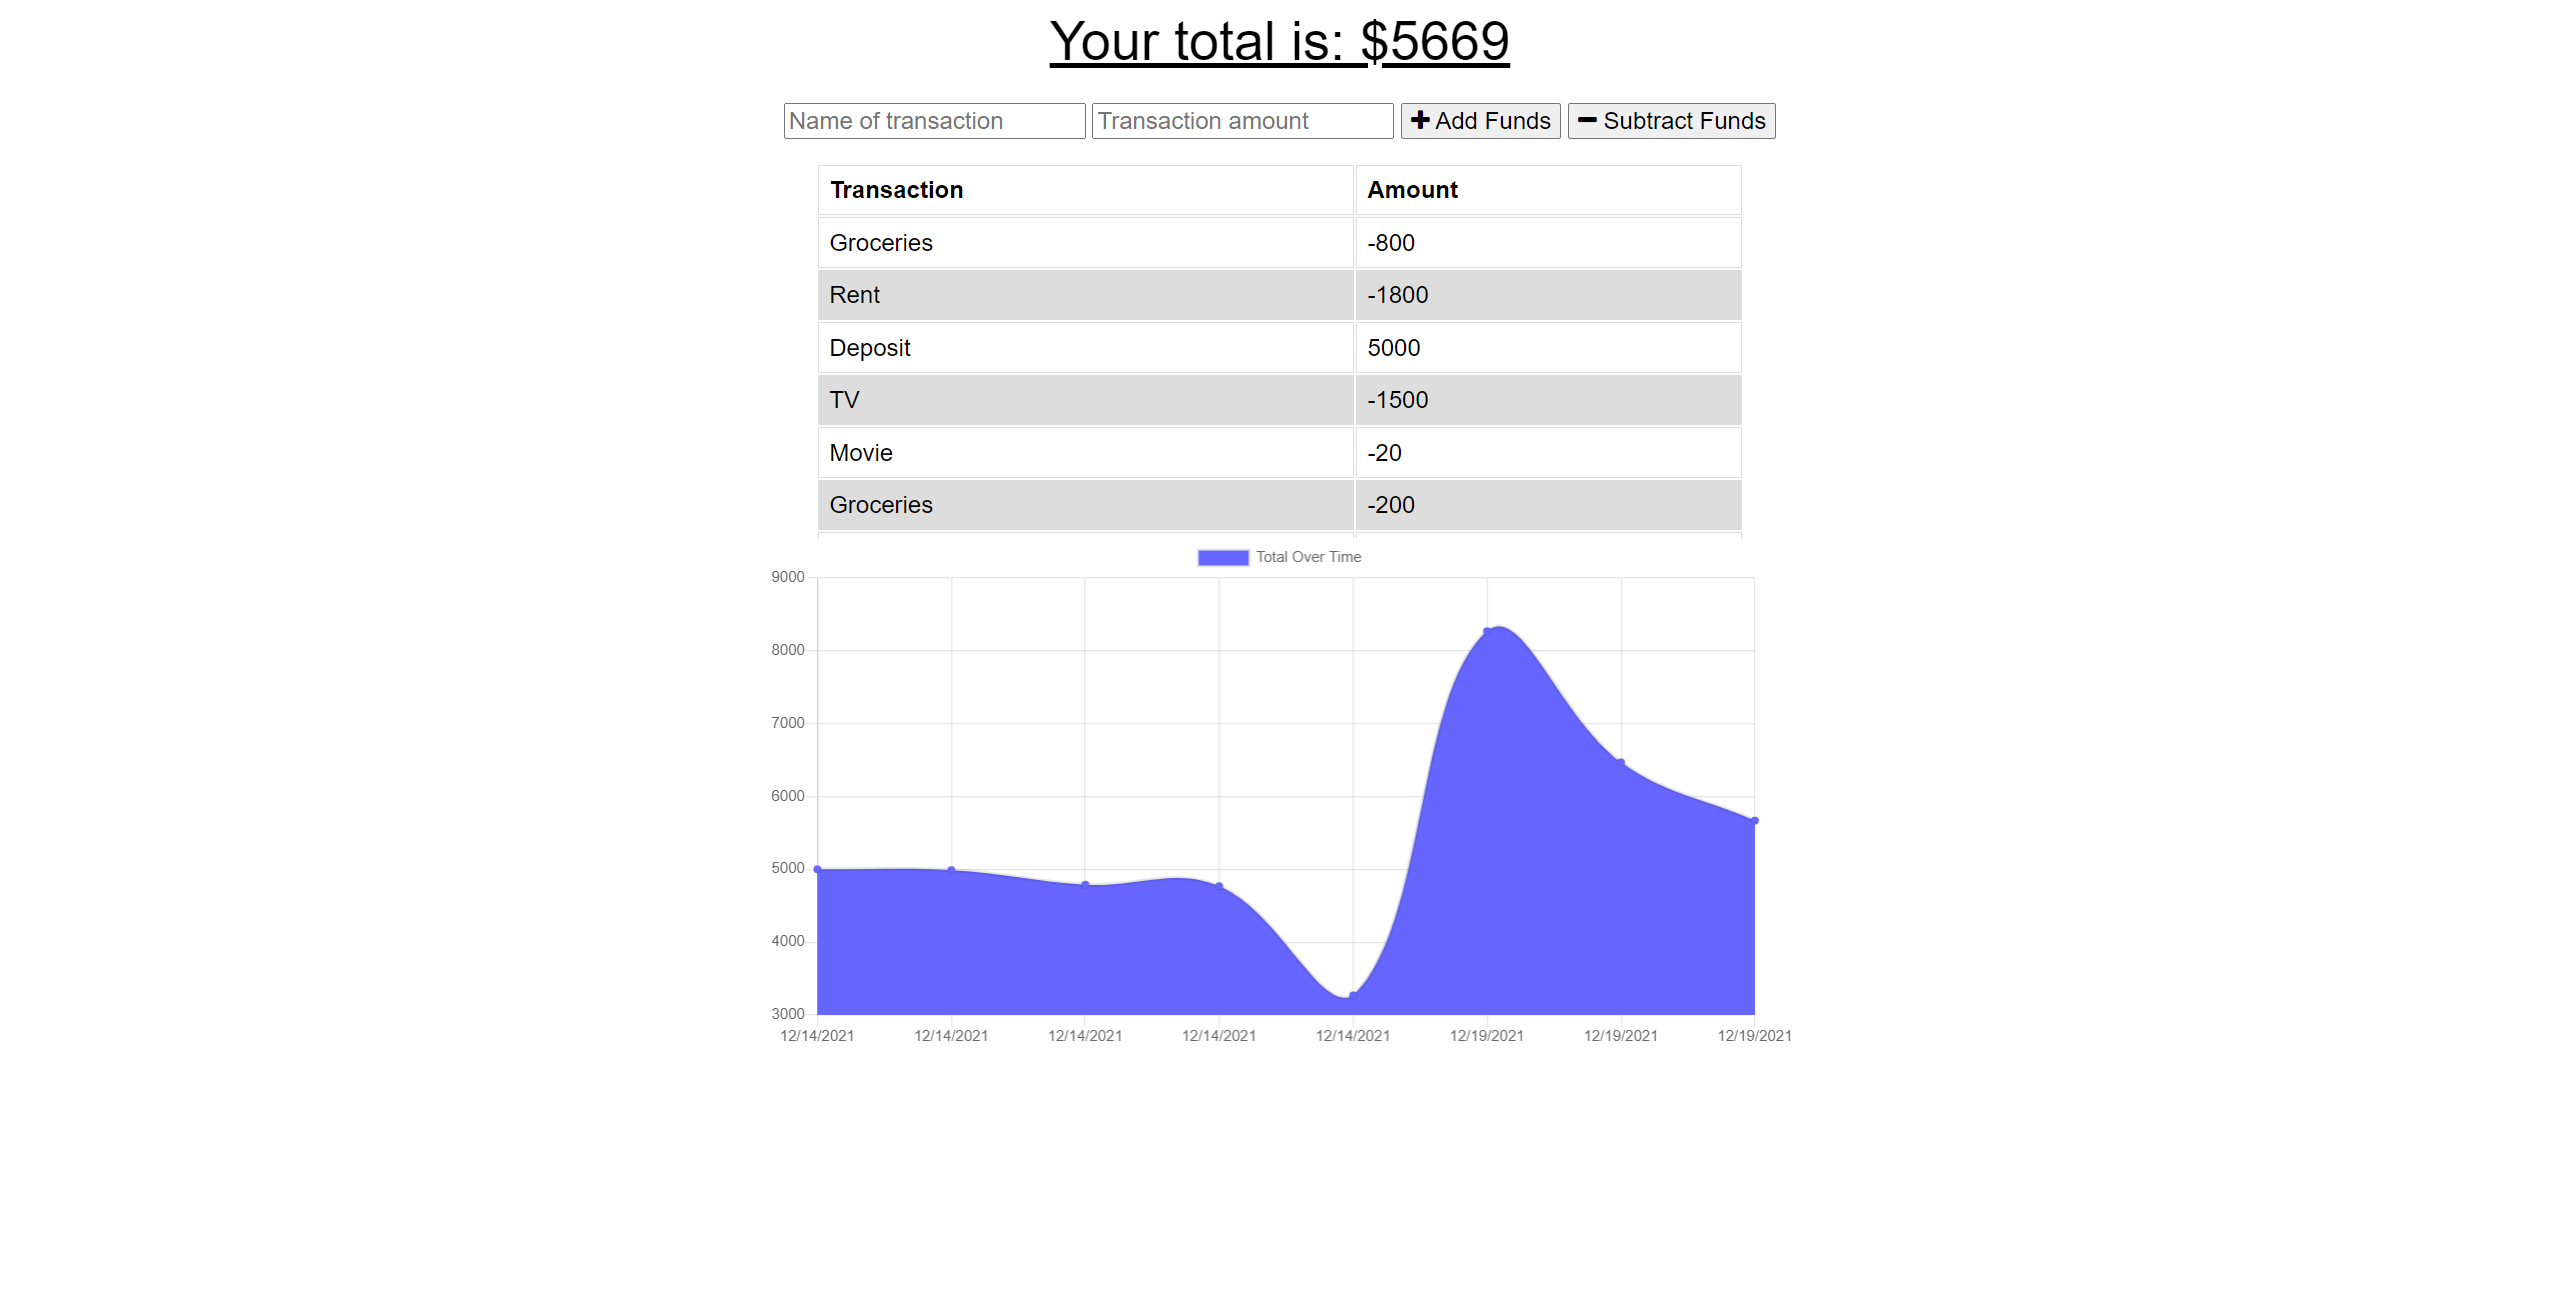 Your total is: $5669
Name of transaction Transaction amount Add Funds Subtract Funds
Transaction Amount
Groceries -800
Rent -1800
Deposit 5000
TV -1500
Movie -20
Groceries -200
Total Over Time
9000
8000
7000
6000
5000
4000
3000
12/14/2021 12/14/2021 12/14/2021 12/14/2021 12/14/2021 12/19/2021 12/19/2021 12/19/2021